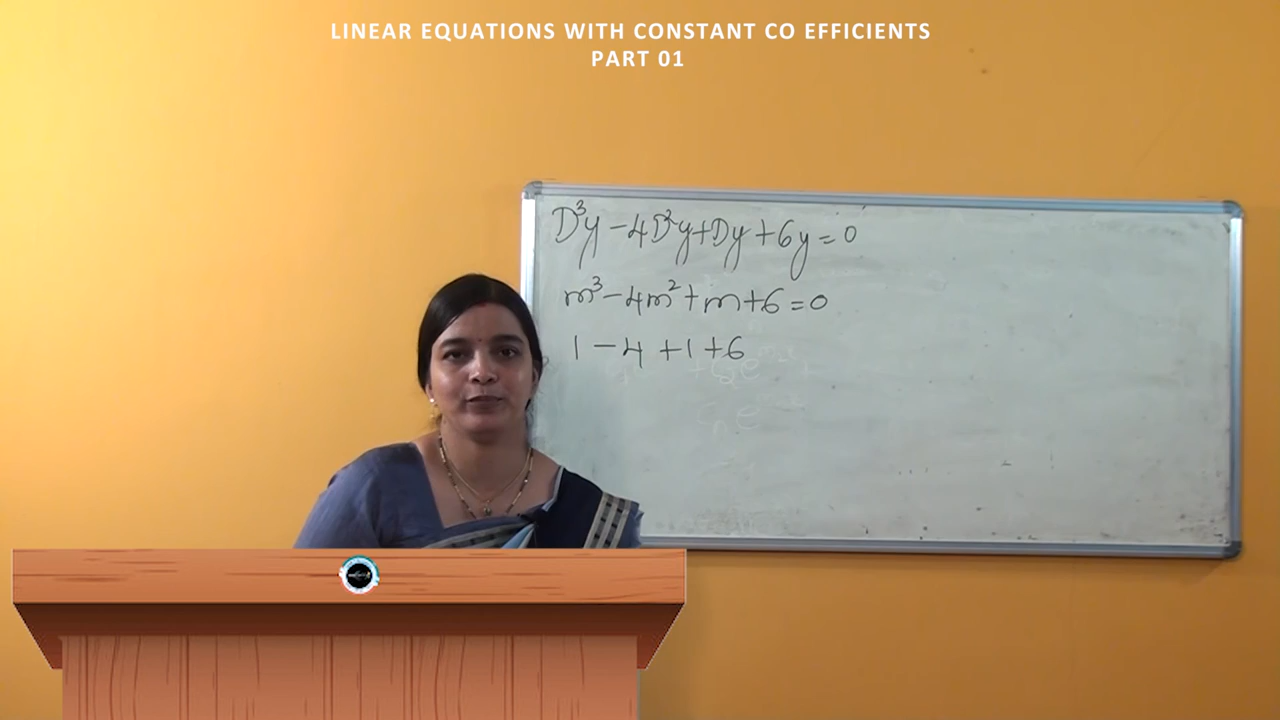 LINEAR EQUATIONS WITH CONSTANT CO EFFICIENTS
PART 01
D³y - 4D²y + Dy + 6y = 0
m³ - 4m² + m + 6 = 0
1 - 4 + 1 + 6